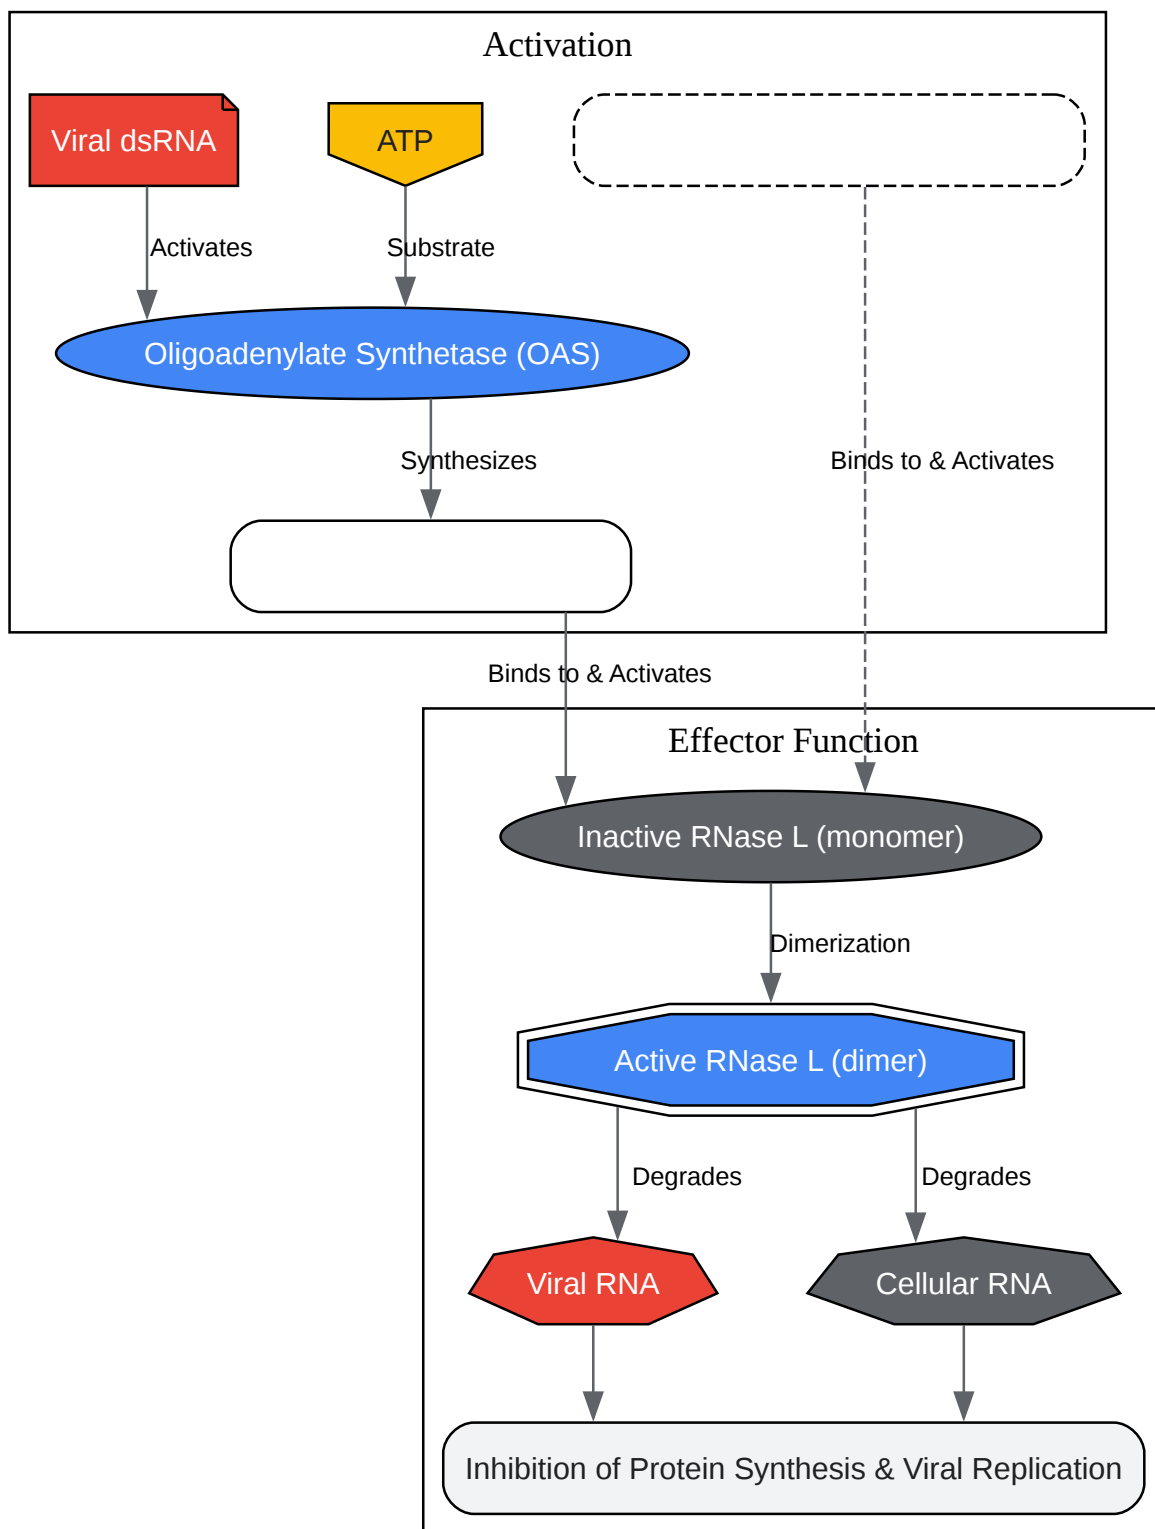 Activation
Viral dsRNA
ATP
Activates
Substrate
Oligoadenylate Synthetase (OAS)
Synthesizes
Binds to & Activates
Binds to & Activates
Effector Function
Inactive RNase L (monomer)
Dimerization
Active RNase L (dimer)
Degrades
Degrades
Viral RNA
Cellular RNA
Inhibition of Protein Synthesis & Viral Replication